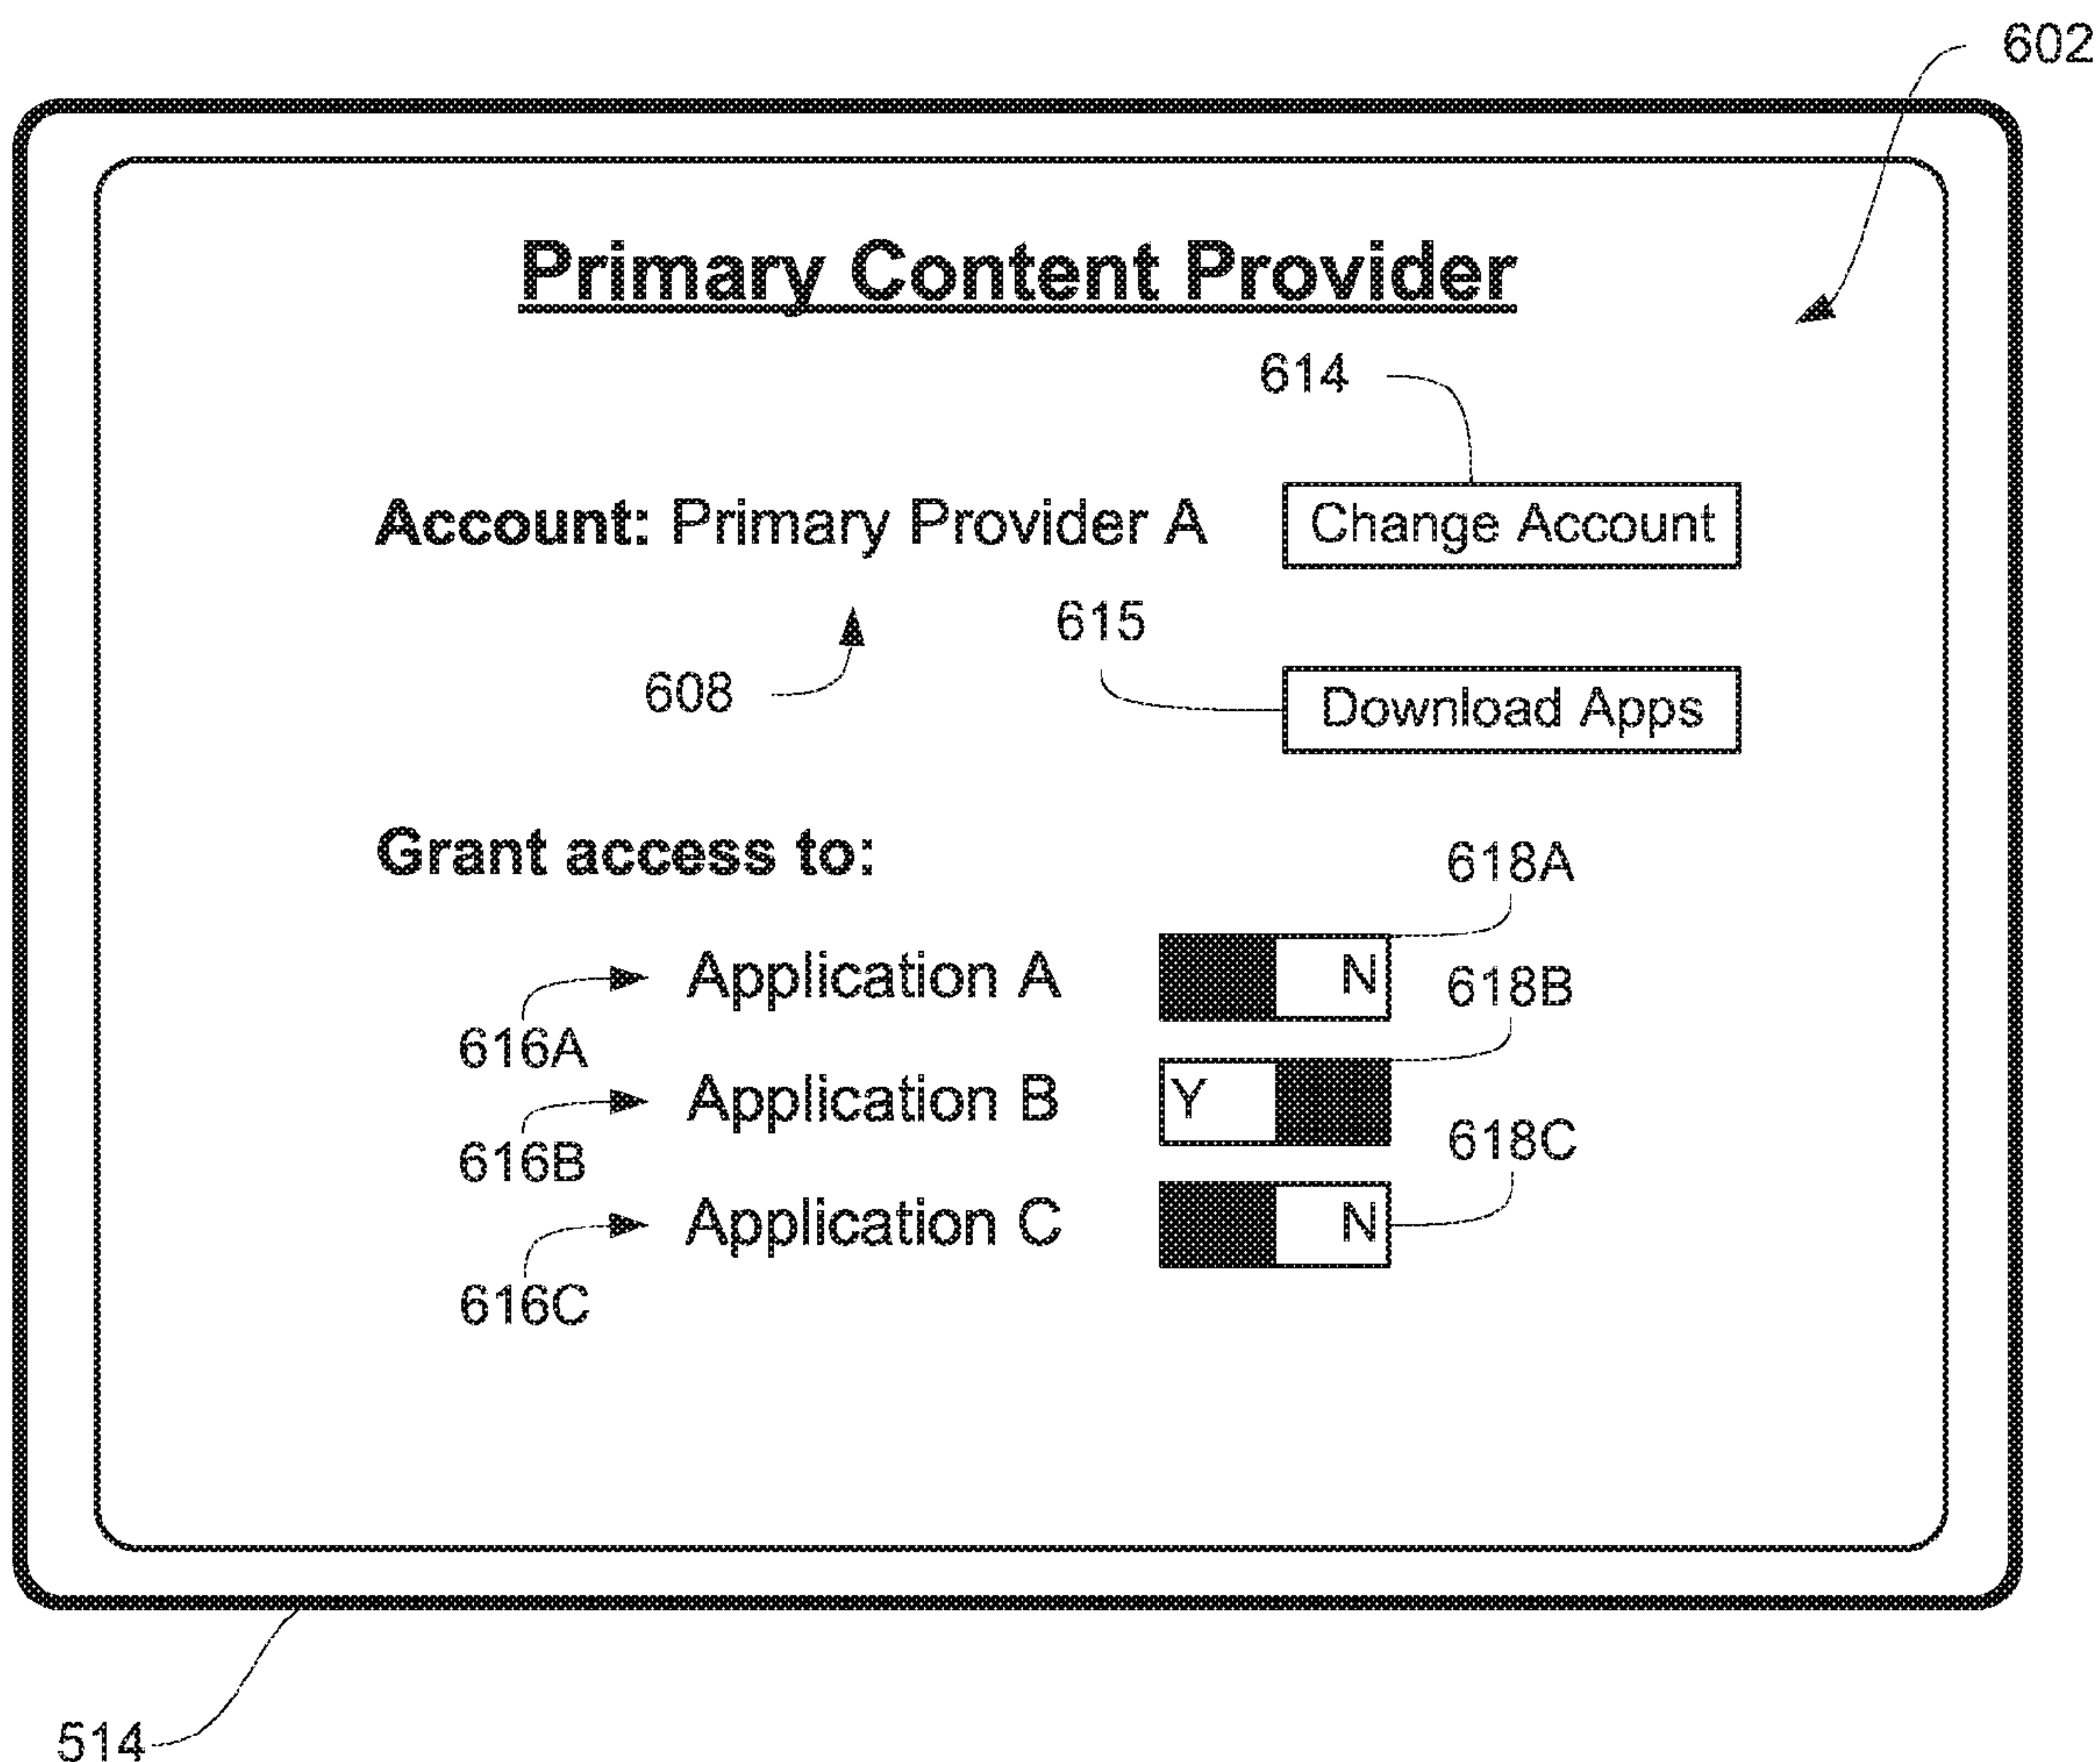 602
Primary Content Provider
614
Account: Primary Provider A
Change Account
615
608
Download Apps
Grant access to:
618A
Application A
N
618B
616A
Application B
Y
616B
618C
Application C
N
616C
514